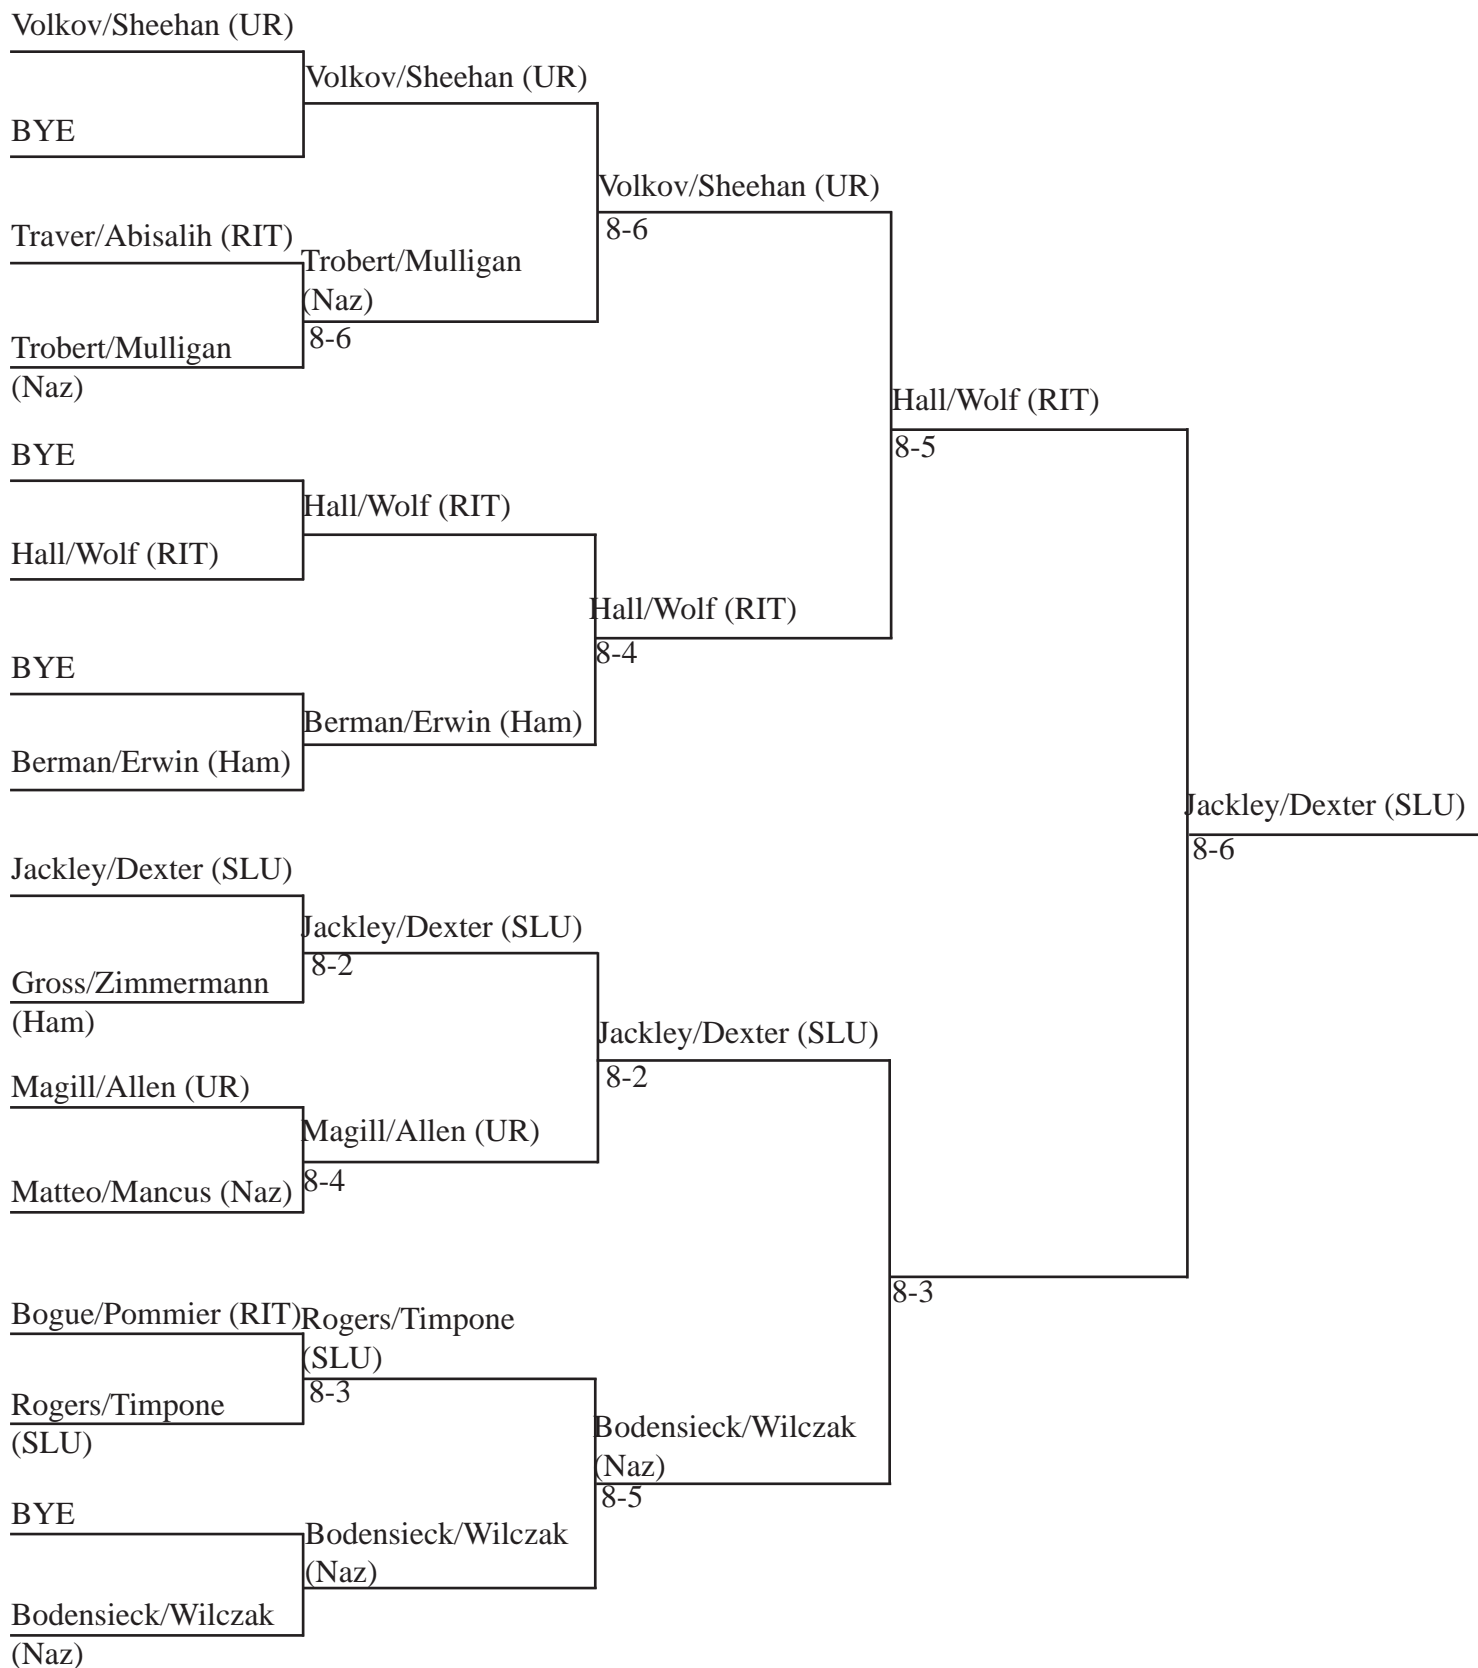 Volkov/Sheehan (UR)
BYE
Traver/Abisalih (RIT)
Trobert/Mulligan
(Naz)
BYE
Hall/Wolf (RIT)
BYE
Berman/Erwin (Ham)
Jackley/Dexter (SLU)
Gross/Zimmermann
(Ham)
Magill/Allen (UR)
Matteo/Mancus (Naz)
Bogue/Pommier (RIT)
Rogers/Timpone
(SLU)
BYE
Bodensieck/Wilczak
(Naz)
Volkov/Sheehan (UR)
Trobert/Mulligan
(Naz)
8-6
Hall/Wolf (RIT)
Berman/Erwin (Ham)
Jackley/Dexter (SLU)
8-2
Magill/Allen (UR)
8-4
Rogers/Timpone
(SLU)
8-3
Bodensieck/Wilczak
(Naz)
Volkov/Sheehan (UR)
8-6
Hall/Wolf (RIT)
8-4
Jackley/Dexter (SLU)
8-2
Bodensieck/Wilczak
(Naz)
8-5
Hall/Wolf (RIT)
8-5
8-3
Jackley/Dexter (SLU)
8-6